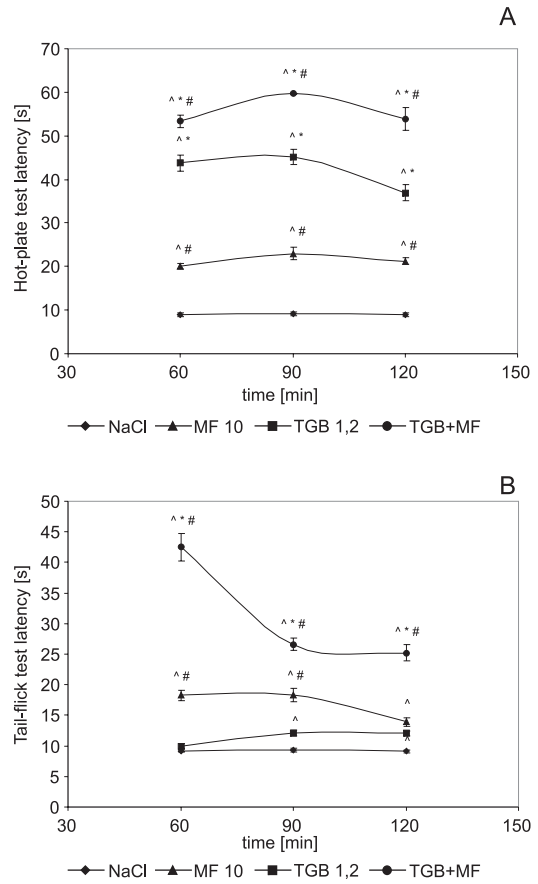 A
70
60
50
40
30
20
10
0
Hot-plate test latency [s]
^ * #
^ * #
^ * #
^ *
^ *
^ *
^ #
^ #
^ #
30
60
90
120
150
time [min]
NaCl
MF 10
TGB 1,2
TGB+MF
B
50
45
40
35
30
25
20
15
10
5
0
Tail-flick test latency [s]
^ * #
^ * #
^ * #
^ #
^ #
^
^
^
30
60
90
120
150
time [min]
NaCl
MF 10
TGB 1,2
TGB+MF